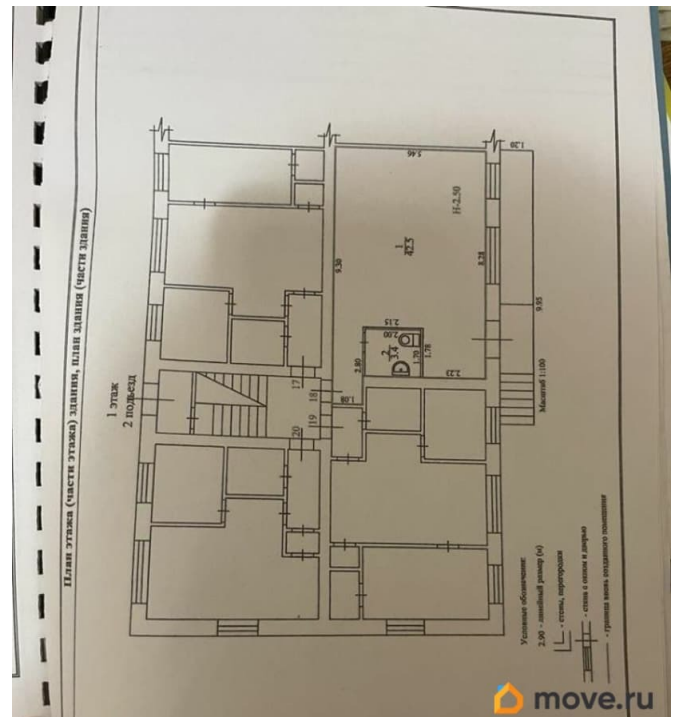 План этажа (части этажа) здания, план здания (части здания)
1 этаж
2 подъезд
17
18
19
20
9.30
5.46
1
42.5
H-2.50
8.28
1.20
9.95
2.15
2.00
2
3.4
1.70
1.78
2.80
2.23
1.08
Масштаб 1:100
Условные обозначения:
2.90 - линейный размер (м)
- стены, перегородки
- стена с окном и дверью
- граница вновь созданного помещения
move.ru